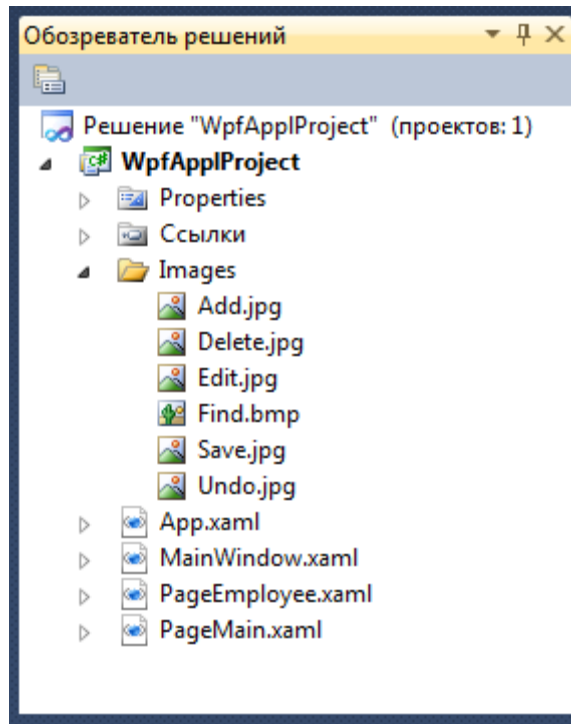 Обозреватель решений
Решение "WpfApplProject" (проектов: 1)
WpfApplProject
Properties
Ссылки
Images
Add.jpg
Delete.jpg
Edit.jpg
Find.bmp
Save.jpg
Undo.jpg
App.xaml
MainWindow.xaml
PageEmployee.xaml
PageMain.xaml